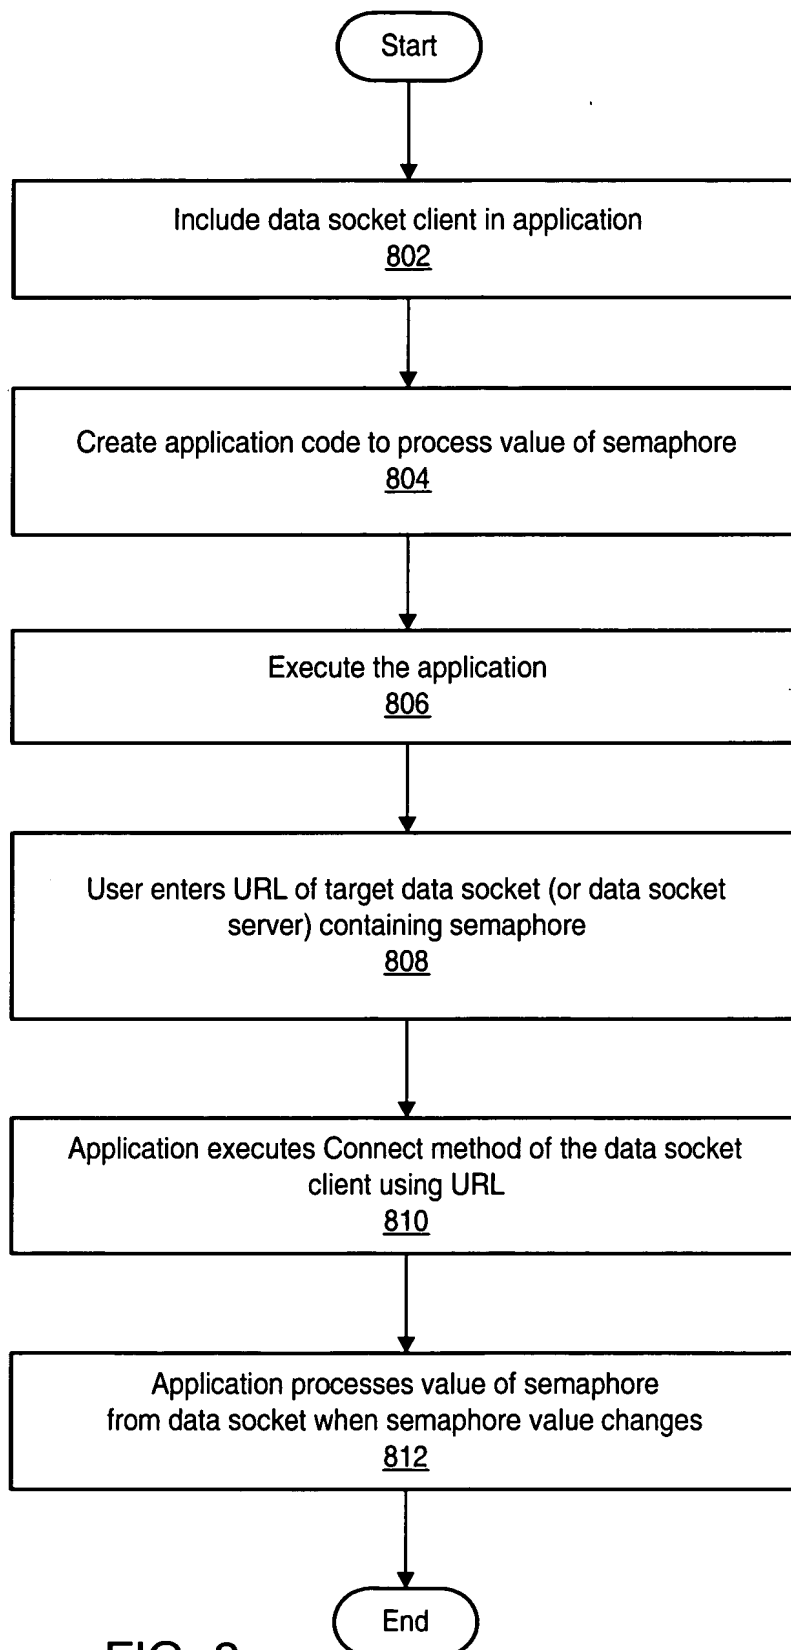 Start
Include data socket client in application
802
Create application code to process value of semaphore
804
Execute the application
806
User enters URL of target data socket (or data socket
server) containing semaphore
808
Application executes Connect method of the data socket
client using URL
810
Application processes value of semaphore
from data socket when semaphore value changes
812
End
FIG.